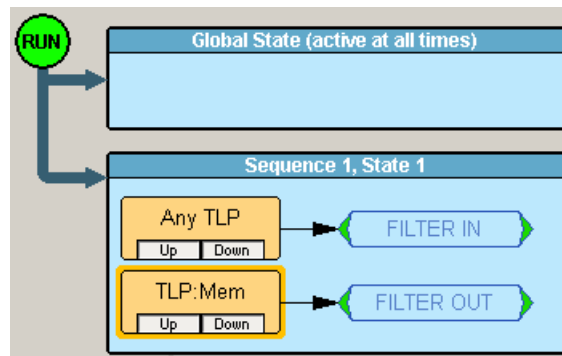 RUN
Global State (active at all times)
Sequence 1, State 1
Any TLP
Up Down
FILTER IN
TLP:Mem
Up Down
FILTER OUT